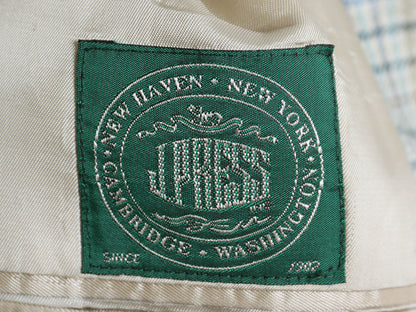 NEW HAVEN • NEW YORK •
J.PRESS
CAMBRIDGE • WASHINGTON •
SINCE 1902